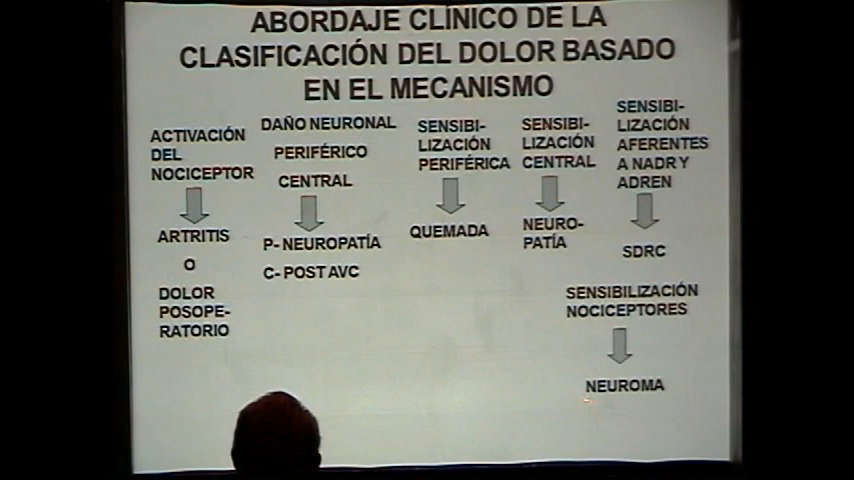 ABORDAJE CLÍNICO DE LA
CLASIFICACIÓN DEL DOLOR BASADO
EN EL MECANISMO
ACTIVACIÓN
DEL
NOCICEPTOR
ARTRITIS
O
DOLOR
POSOPE-
RATORIO
DAÑO NEURONAL
PERIFÉRICO
CENTRAL
P- NEUROPATÍA
C- POST AVC
SENSIBI-
LIZACIÓN
PERIFÉRICA
QUEMADA
SENSIBI-
LIZACIÓN
CENTRAL
NEURO-
PATÍA
SENSIBI-
LIZACIÓN
AFERENTES
A NADR Y
ADREN
SDRC
SENSIBILIZACIÓN
NOCICEPTORES
NEUROMA